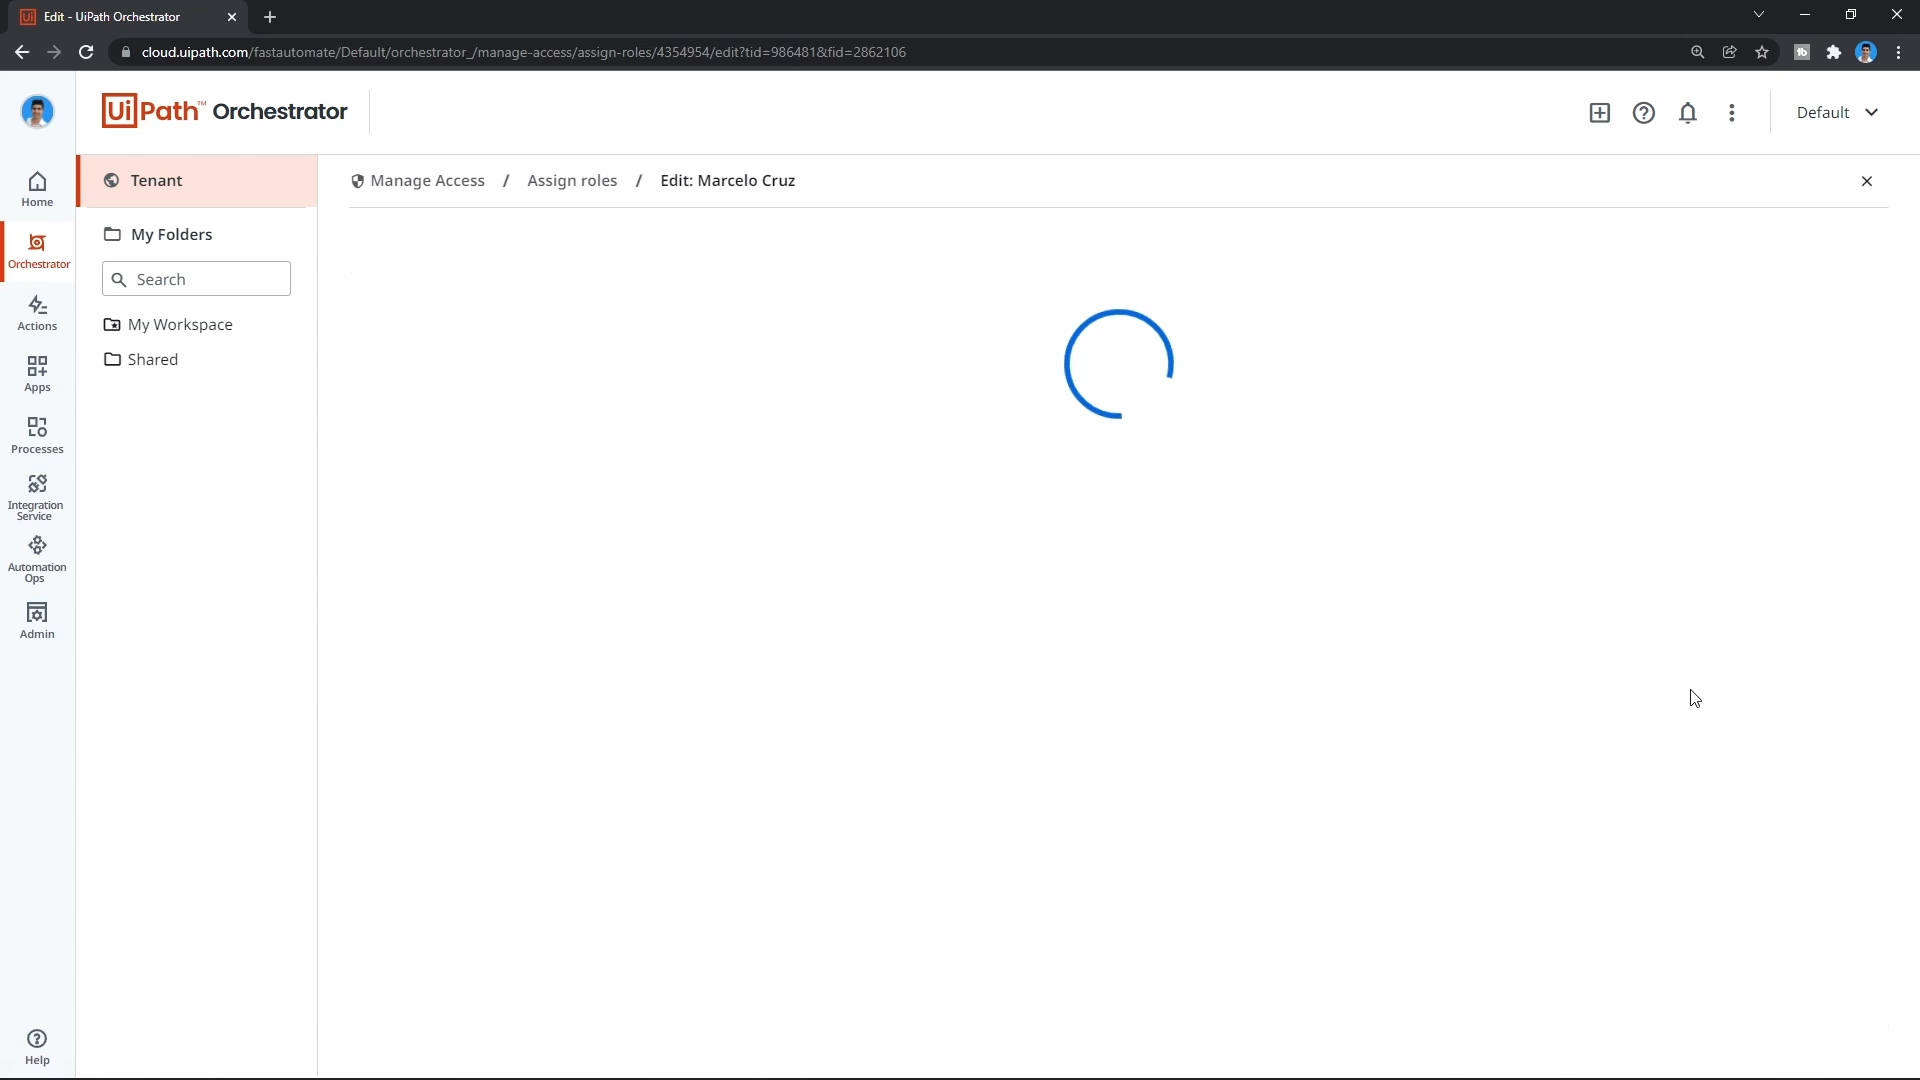 Edit - UiPath Orchestrator
cloud.uipath.com/fastautomate/Default/orchestrator_/manage-access/assign-roles/4354954/edit?tid=986481&fid=2862106
UiPath™ Orchestrator
Default
Home
Orchestrator
Actions
Apps
Processes
Integration
Service
Automation
Ops
Admin
Help
Tenant
My Folders
Search
My Workspace
Shared
Manage Access / Assign roles / Edit: Marcelo Cruz